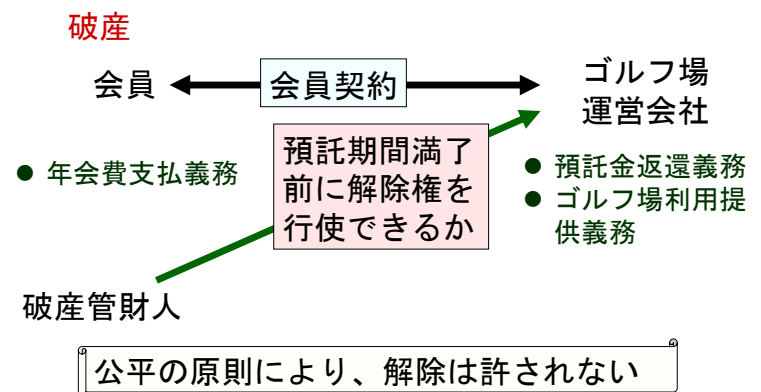 破産
会員
会員契約
ゴルフ場
運営会社
● 年会費支払義務
預託期間満了
前に解除権を
行使できるか
● 預託金返還義務
● ゴルフ場利用提
供義務
破産管財人
公平の原則により、解除は許されない